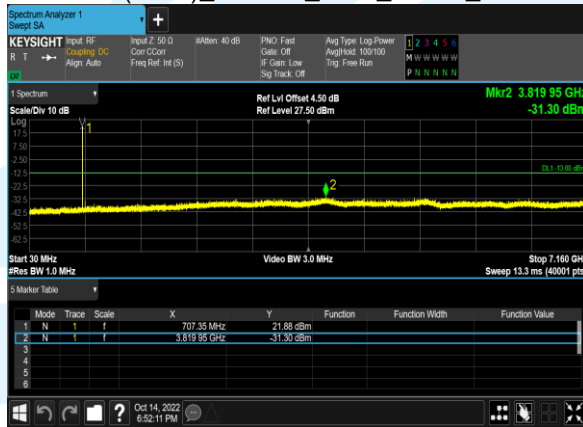 Spectrum Analyzer 1
Swept SA
KEYSIGHT
R T
LXI
Input: RF
Coupling: DC
Align: Auto
Input Z: 50 Ω
Corr CCorr
Freq Ref: Int (S)
#Atten: 40 dB
PNO: Fast
Gate: Off
IF Gain: Low
Sig Track: Off
Avg Type: Log-Power
Avg|Hold: 100/100
Trig: Free Run
1 2 3 4 5 6
M W W W W W
P N N N N N
1 Spectrum
Scale/Div 10 dB
Ref Lvl Offset 4.50 dB
Ref Level 27.50 dBm
Mkr2 3.819 95 GHz
-31.30 dBm
Log
17.5
7.50
-2.50
-12.5
-22.5
-32.5
-42.5
-52.5
-62.5
1
2
DL1 -13.00 dBm
Start 30 MHz
#Res BW 1.0 MHz
Video BW 3.0 MHz
Stop 7.160 GHz
Sweep 13.3 ms (40001 pts)
5 Marker Table
Mode Trace Scale X Y Function Function Width Function Value
1 N 1 f 707.35 MHz 21.88 dBm
2 N 1 f 3.819 95 GHz -31.30 dBm
3
4
5
6
?
Oct 14, 2022
6:52:11 PM